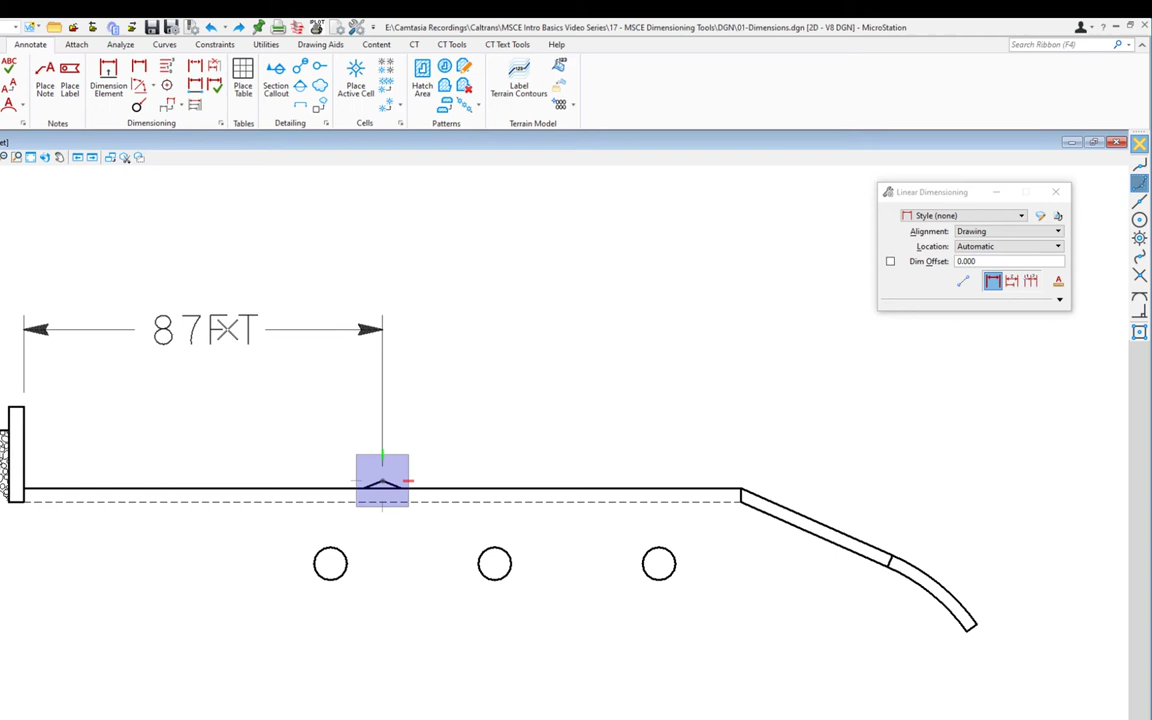 E:\Camtasia Recordings\Caltrans\MSCE Intro Basics Video Series\17 - MSCE Dimensioning Tools\DGN\01-Dimensions.dgn [2D - V8 DGN] - MicroStation
Annotate Attach Analyze Curves Constraints Utilities Drawing Aids Content CT CT Tools CT Text Tools Help
Search Ribbon (F4)
IPLOT
ABC
Place Note
Place Label
Dimension Element
Place Table
Section Callout
Place Active Cell
Hatch Area
Label Terrain Contours
Notes Dimensioning Tables Detailing Cells Patterns Terrain Model
et]
Linear Dimensioning
Style (none)
Alignment: Drawing
Location: Automatic
Dim Offset: 0.000
87FT